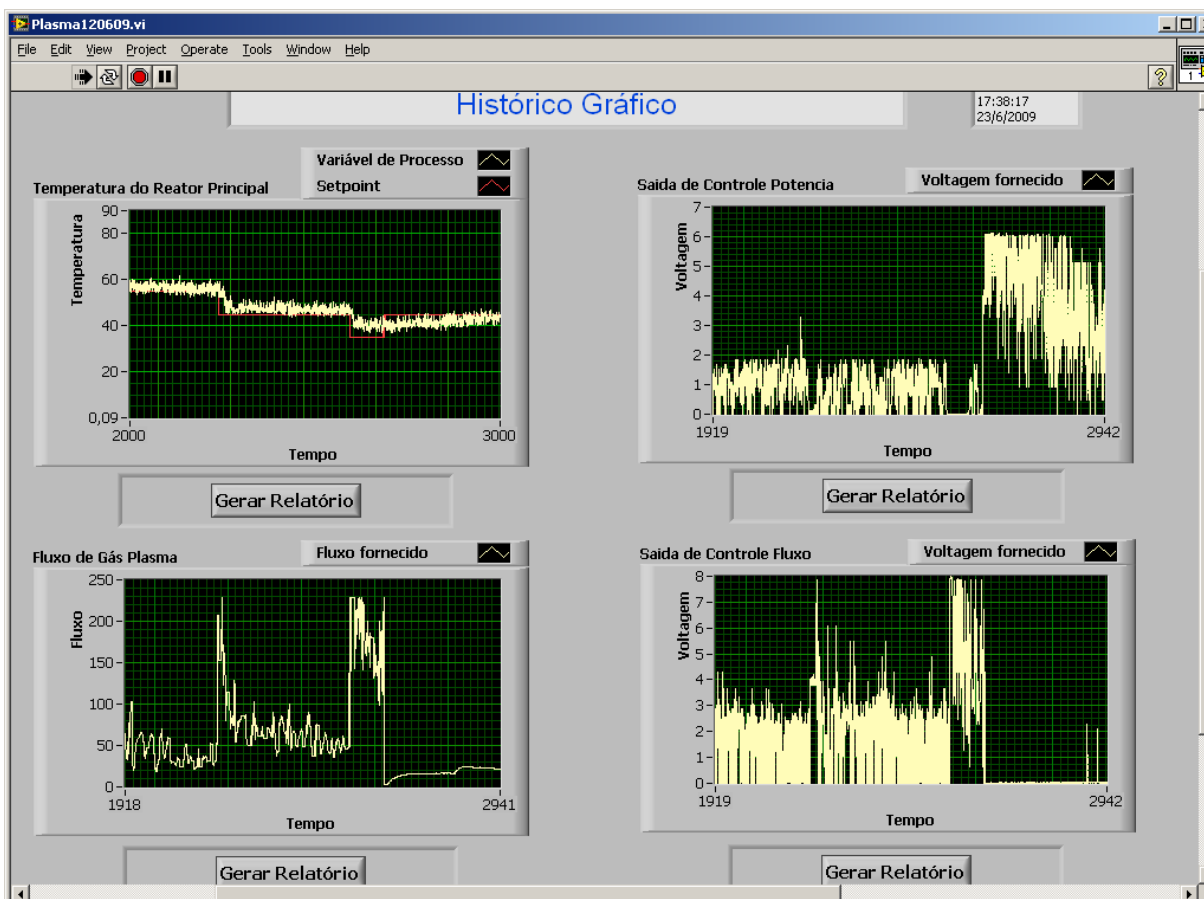 Plasma120609.vi
File Edit View Project Operate Tools Window Help
1
Histórico Gráfico
17:38:17
23/6/2009
Variável de Processo
Setpoint
Temperatura do Reator Principal
Temperatura
90
80
60
40
20
0,09
2000
3000
Tempo
Gerar Relatório
Voltagem fornecido
Saida de Controle Potencia
Voltagem
7
6
5
4
3
2
1
0
1919
2942
Tempo
Gerar Relatório
Fluxo fornecido
Fluxo de Gás Plasma
Fluxo
250
200
150
100
50
0
1918
2941
Tempo
Gerar Relatório
Voltagem fornecido
Saida de Controle Fluxo
Voltagem
8
7
6
5
4
3
2
1
0
1919
2942
Tempo
Gerar Relatório